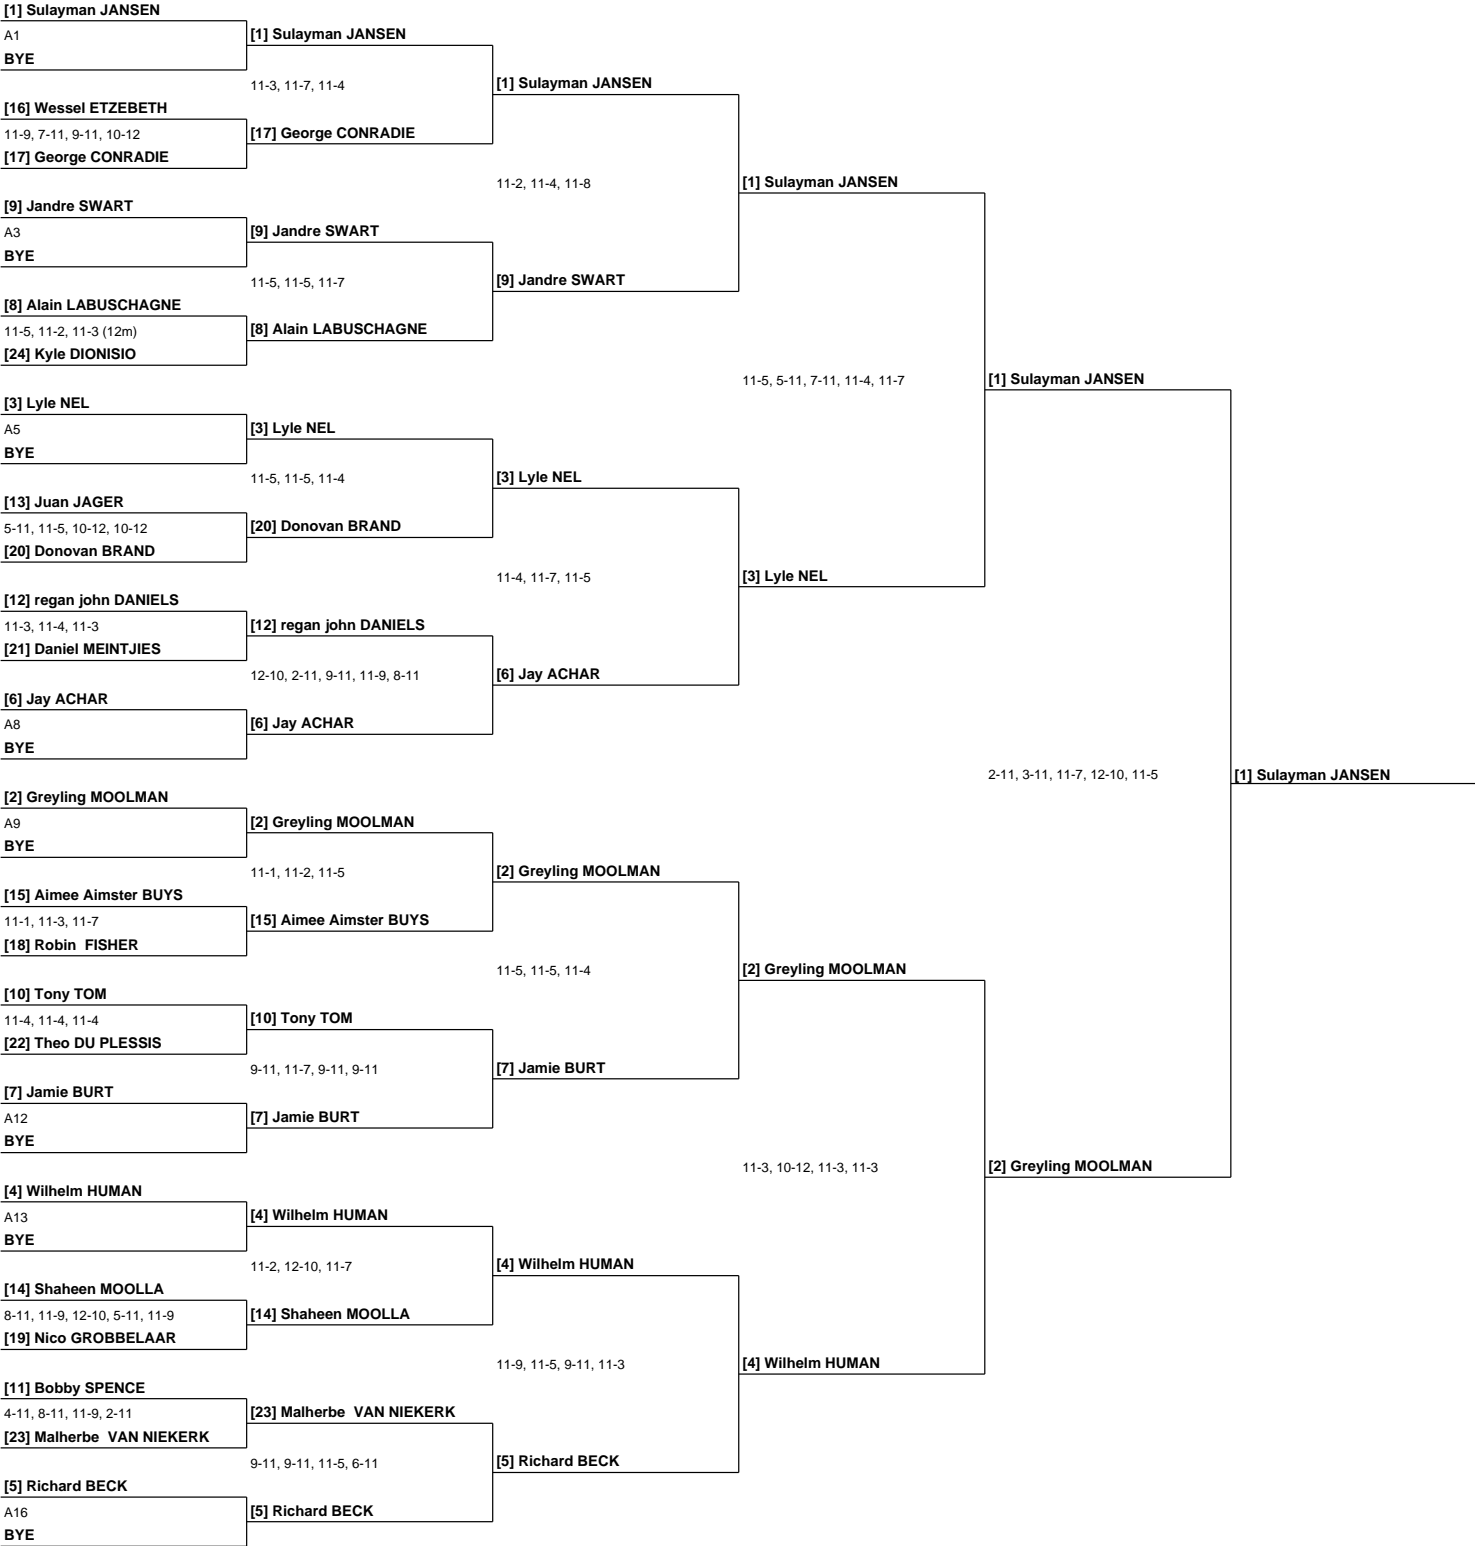 [1] Sulayman JANSEN
A1
BYE
[16] Wessel ETZEBETH
11-9, 7-11, 9-11, 10-12
[17] George CONRADIE
[9] Jandre SWART
A3
BYE
[8] Alain LABUSCHAGNE
11-5, 11-2, 11-3 (12m)
[24] Kyle DIONISIO
[3] Lyle NEL
A5
BYE
[13] Juan JAGER
5-11, 11-5, 10-12, 10-12
[20] Donovan BRAND
[12] regan john DANIELS
11-3, 11-4, 11-3
[21] Daniel MEINTJIES
[6] Jay ACHAR
A8
BYE
[2] Greyling MOOLMAN
A9
BYE
[15] Aimee Aimster BUYS
11-1, 11-3, 11-7
[18] Robin  FISHER
[10] Tony TOM
11-4, 11-4, 11-4
[22] Theo DU PLESSIS
[7] Jamie BURT
A12
BYE
[4] Wilhelm HUMAN
A13
BYE
[14] Shaheen MOOLLA
8-11, 11-9, 12-10, 5-11, 11-9
[19] Nico GROBBELAAR
[11] Bobby SPENCE
4-11, 8-11, 11-9, 2-11
[23] Malherbe  VAN NIEKERK
[5] Richard BECK
A16
BYE
[1] Sulayman JANSEN
11-3, 11-7, 11-4
[17] George CONRADIE
[9] Jandre SWART
11-5, 11-5, 11-7
[8] Alain LABUSCHAGNE
[3] Lyle NEL
11-5, 11-5, 11-4
[20] Donovan BRAND
[12] regan john DANIELS
12-10, 2-11, 9-11, 11-9, 8-11
[6] Jay ACHAR
[2] Greyling MOOLMAN
11-1, 11-2, 11-5
[15] Aimee Aimster BUYS
[10] Tony TOM
9-11, 11-7, 9-11, 9-11
[7] Jamie BURT
[4] Wilhelm HUMAN
11-2, 12-10, 11-7
[14] Shaheen MOOLLA
[23] Malherbe  VAN NIEKERK
9-11, 9-11, 11-5, 6-11
[5] Richard BECK
[1] Sulayman JANSEN
11-2, 11-4, 11-8
[9] Jandre SWART
[3] Lyle NEL
11-4, 11-7, 11-5
[6] Jay ACHAR
[2] Greyling MOOLMAN
11-5, 11-5, 11-4
[7] Jamie BURT
[4] Wilhelm HUMAN
11-9, 11-5, 9-11, 11-3
[5] Richard BECK
[1] Sulayman JANSEN
11-5, 5-11, 7-11, 11-4, 11-7
[3] Lyle NEL
[2] Greyling MOOLMAN
11-3, 10-12, 11-3, 11-3
[4] Wilhelm HUMAN
[1] Sulayman JANSEN
2-11, 3-11, 11-7, 12-10, 11-5
[2] Greyling MOOLMAN
[1] Sulayman JANSEN